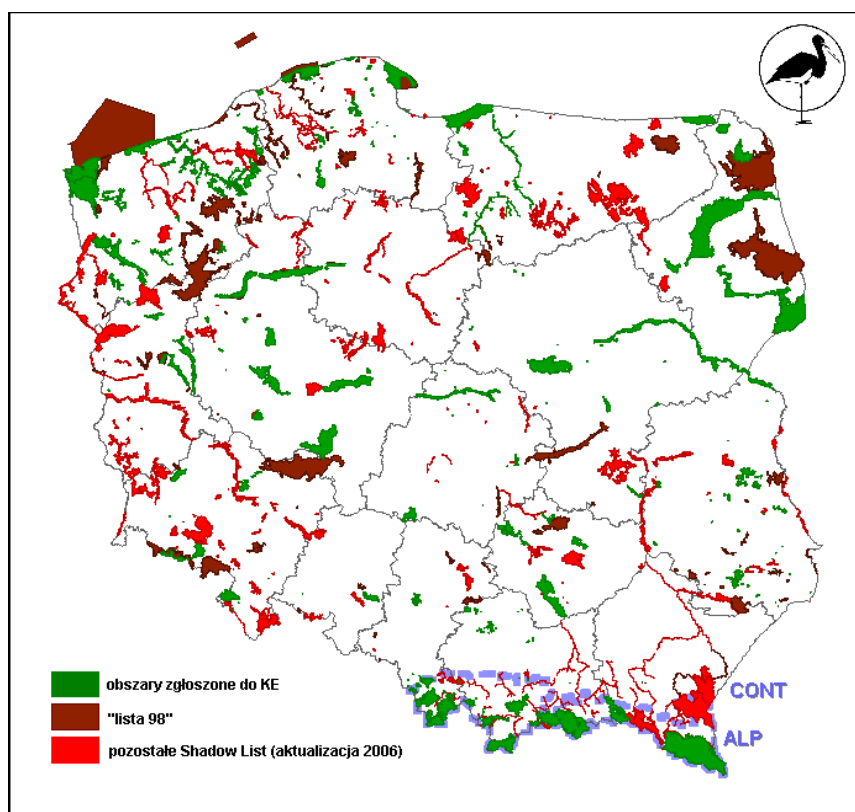 obszary zgłoszone do KE
"lista 98"
pozostałe Shadow List (aktualizacja 2006)
CONT
ALP